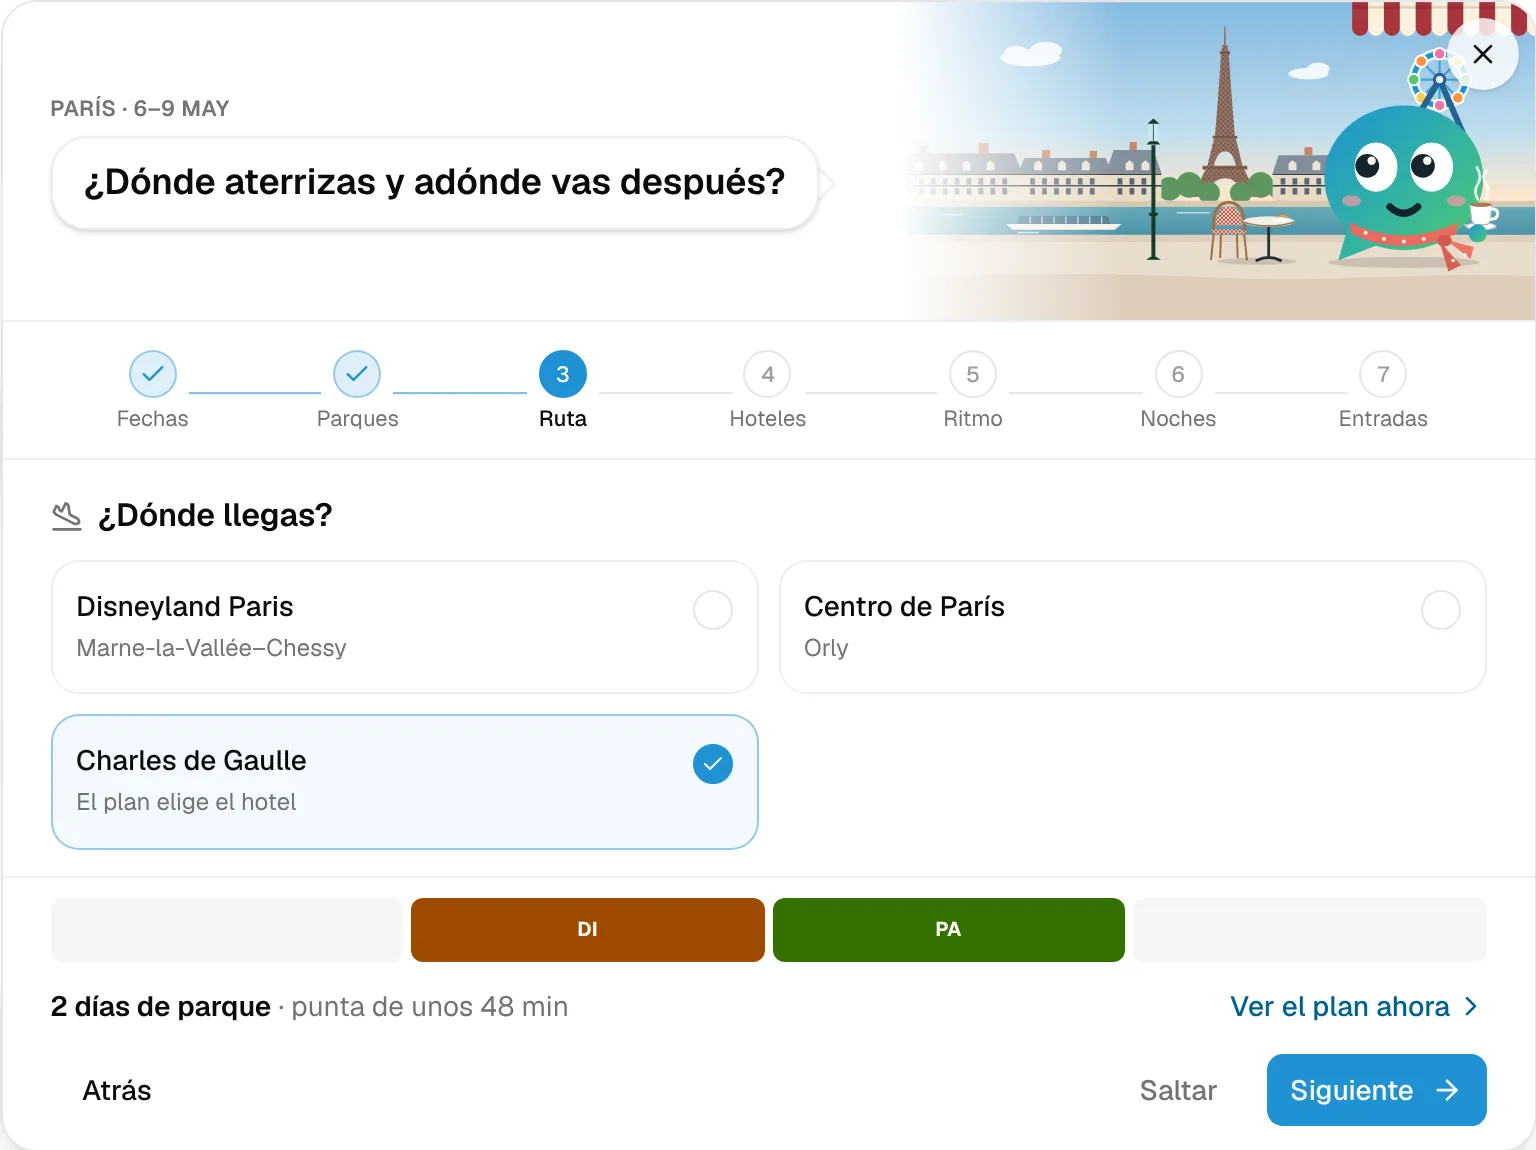 PARÍS · 6–9 MAY
¿Dónde aterrizas y adónde vas después?
3
4
5
6
7
Fechas
Parques
Ruta
Hoteles
Ritmo
Noches
Entradas
¿Dónde llegas?
Disneyland Paris
Marne-la-Vallée–Chessy
Centro de París
Orly
Charles de Gaulle
El plan elige el hotel
DI
PA
2 días de parque · punta de unos 48 min
Ver el plan ahora
Atrás
Saltar
Siguiente